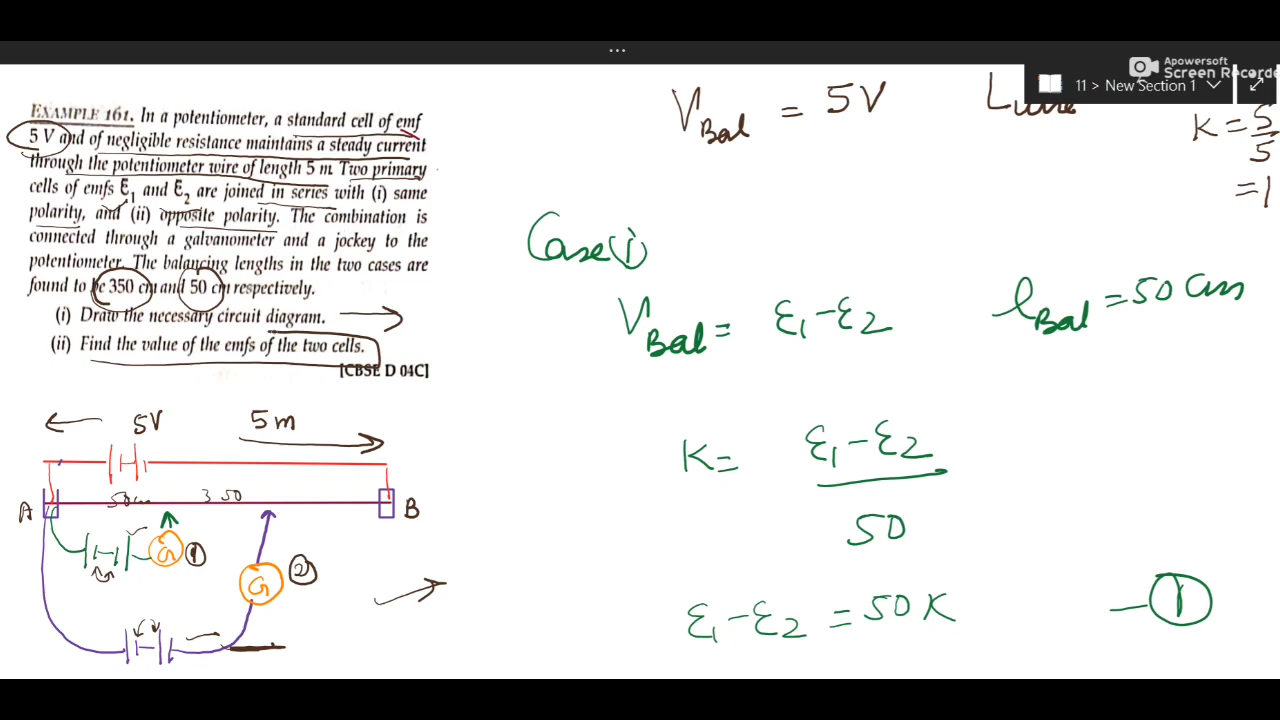 Apowersoft
Screen Recorde
11 > New Section 1
EXAMPLE 161. In a potentiometer, a standard cell of emf
5 V and of negligible resistance maintains a steady current
through the potentiometer wire of length 5 m. Two primary
cells of emfs ε₁ and ε₂ are joined in series with (i) same
polarity, and (ii) opposite polarity. The combination is
connected through a galvanometer and a jockey to the
potentiometer. The balancing lengths in the two cases are
found to be 350 cm and 50 cm respectively.
(i) Draw the necessary circuit diagram.
(ii) Find the value of the emfs of the two cells.
[CBSE D 04C]
V Bal = 5V
K = 5/5
= 1
Case (i)
V Bal = ε₁-ε₂
l Bal = 50 cm
K = ε₁-ε₂
50
ε₁-ε₂ = 50 K — ①
5V 5m
A 50cm 350 B
G ①
G ②